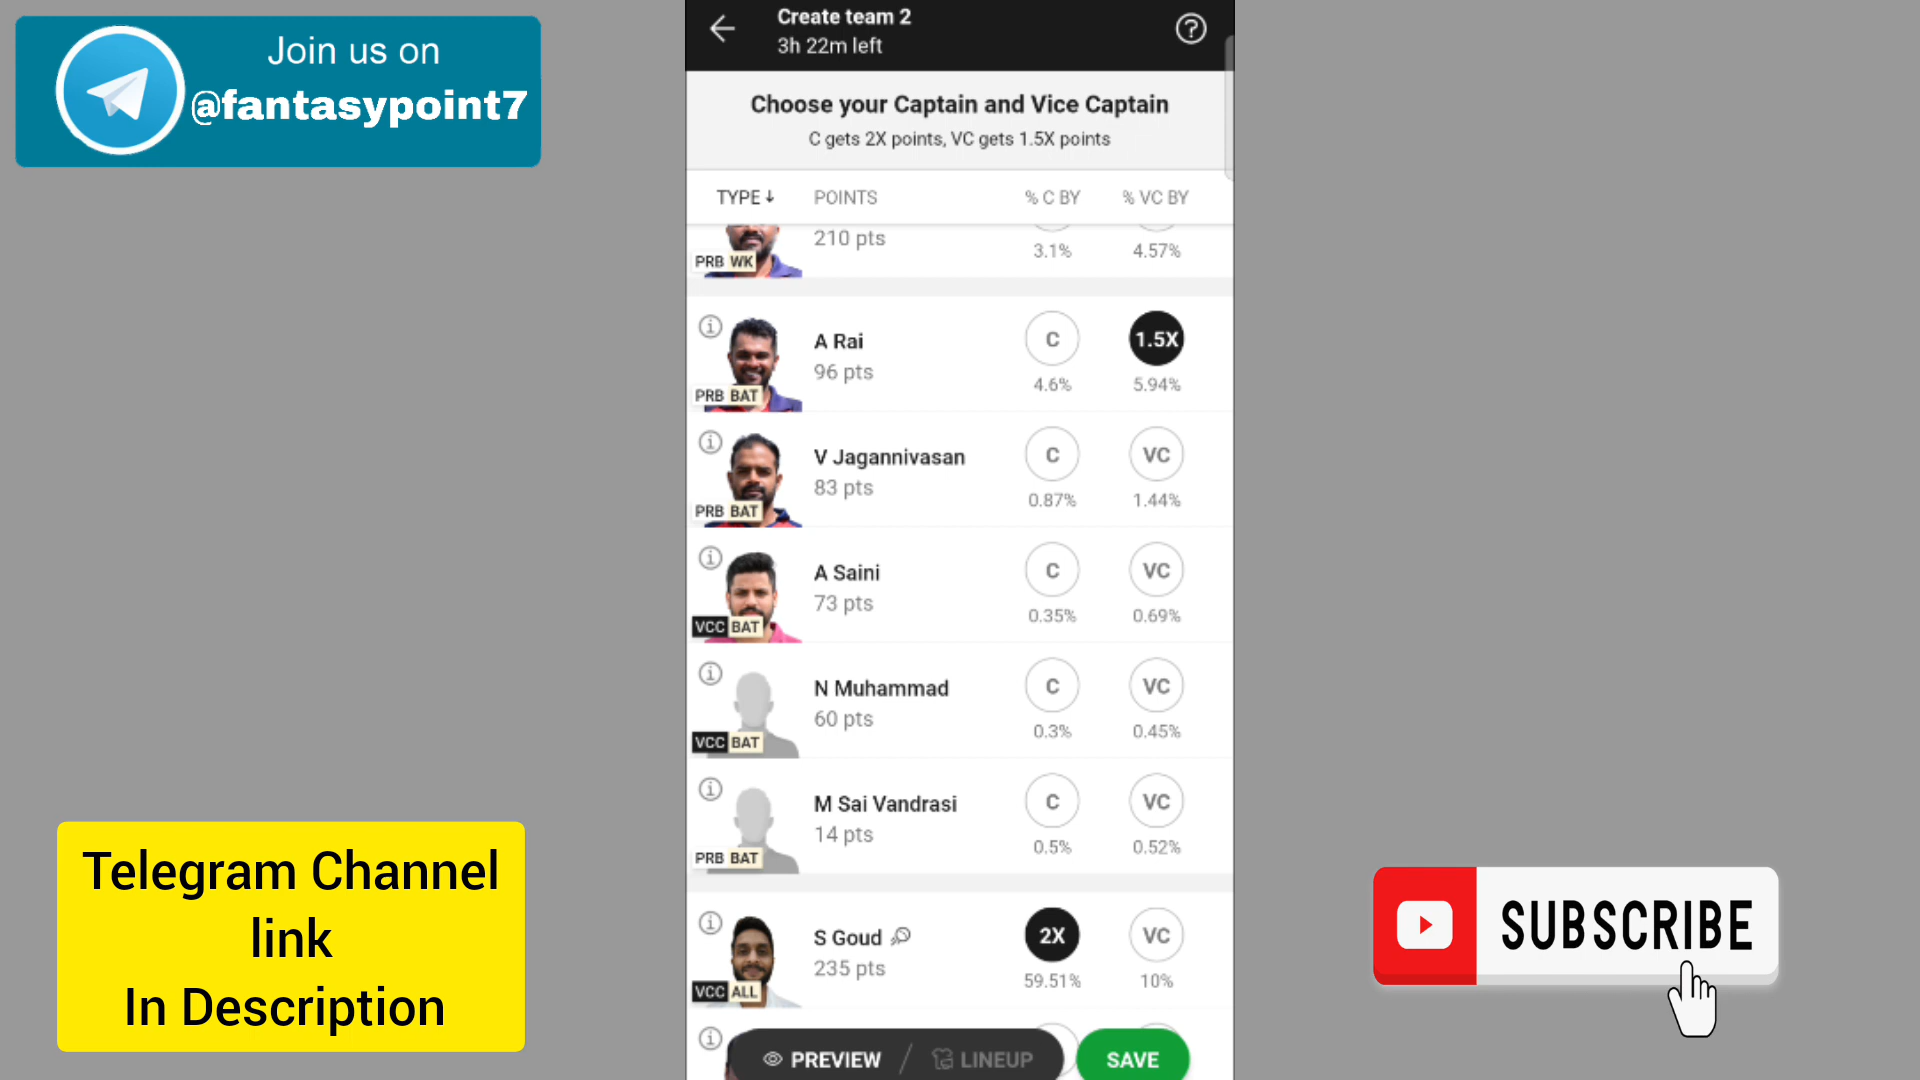 Join us on
@fantasypoint7
Create team 2
3h 22m left
?
Choose your Captain and Vice Captain
C gets 2X points, VC gets 1.5X points
TYPE↓ POINTS % C BY % VC BY
210 pts
PRB WK 3.1% 4.57%
A Rai C 1.5X
96 pts
PRB BAT 4.6% 5.94%
V Jagannivasan C VC
83 pts
PRB BAT 0.87% 1.44%
A Saini C VC
73 pts
VCC BAT 0.35% 0.69%
N Muhammad C VC
60 pts
VCC BAT 0.3% 0.45%
M Sai Vandrasi C VC
14 pts
PRB BAT 0.5% 0.52%
S Goud 2X VC
235 pts
VCC ALL 59.51% 10%
PREVIEW / LINEUP SAVE
Telegram Channel
link
In Description
SUBSCRIBE